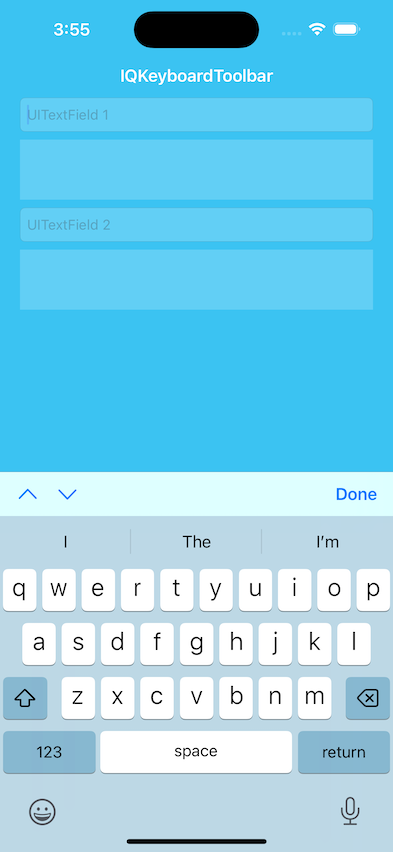 3:55
IQKeyboardToolbar
UITextField 1
UITextField 2
Done
I The I’m
q w e r t y u i o p
a s d f g h j k l
z x c v b n m
123 space return